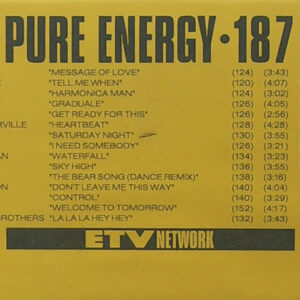 PURE ENERGY·187
"MESSAGE OF LOVE" (124) (3:43)
"TELL ME WHEN" (120) (4:07)
"HARMONICA MAN" (124) (3:02)
"GRADUALE" (126) (4:05)
"GET READY FOR THIS" (126) (2:56)
RVILLE "HEARTBEAT" (128) (4:28)
"SATURDAY NIGHT" (130) (3:55)
"I NEED SOMEBODY" (126) (3:21)
AN "WATERFALL" (134) (3:23)
"SKY HIGH" (136) (3:55)
"THE BEAR SONG (DANCE REMIX)" (138) (3:16)
ON "DON'T LEAVE ME THIS WAY" (140) (4:04)
"CONTROL" (140) (3:29)
"WELCOME TO TOMORROW" (152) (4:17)
BROTHERS "LA LA LA HEY HEY" (132) (3:43)
ETV NETWORK